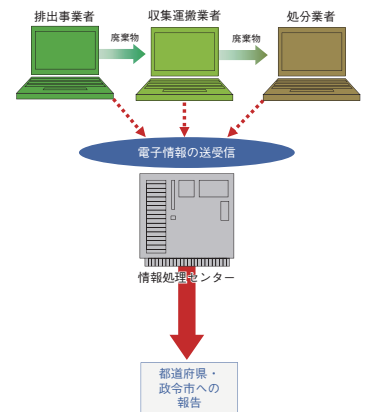 排出事業者
収集運搬業者
処分業者
廃棄物
廃棄物
電子情報の送受信
情報処理センター
都道府県・
政令市への
報告